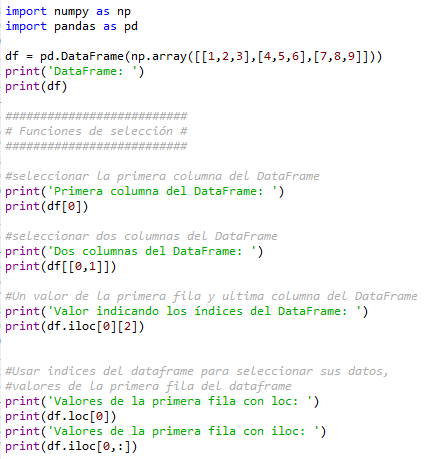 import numpy as np
import pandas as pd
df = pd.DataFrame(np.array([[1,2,3],[4,5,6],[7,8,9]]))
print('DataFrame: ')
print(df)
##########################
# Funciones de selección #
##########################
#seleccionar la primera columna del DataFrame
print('Primera columna del DataFrame: ')
print(df[0])
#seleccionar dos columnas del DataFrame
print('Dos columnas del DataFrame: ')
print(df[[0,1]])
#Un valor de la primera fila y ultima columna del DataFrame
print('Valor indicando los índices del DataFrame: ')
print(df.iloc[0][2])
#Usar indices del dataframe para seleccionar sus datos,
#valores de la primera fila del dataframe
print('Valores de la primera fila con loc: ')
print(df.loc[0])
print('Valores de la primera fila con iloc: ')
print(df.iloc[0,:])